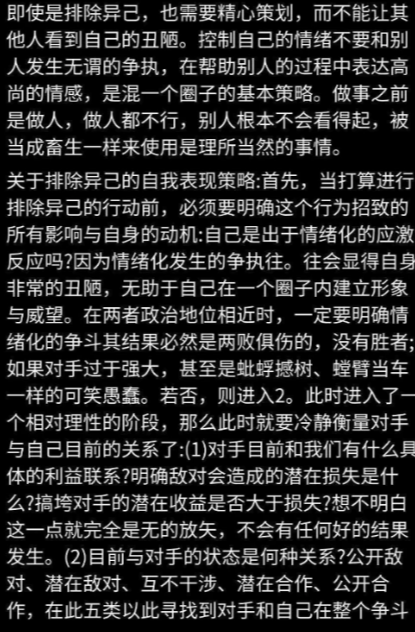 即使是排除异己，也需要精心策划，而不能让其
他人看到自己的丑陋。控制自己的情绪不要和别
人发生无谓的争执，在帮助别人的过程中表达高
尚的情感，是混一个圈子的基本策略。做事之前
是做人，做人都不行，别人根本不会看得起，被
当成畜生一样来使用是理所当然的事情。
关于排除异己的自我表现策略:首先，当打算进行
排除异己的行动前，必须要明确这个行为招致的
所有影响与自身的动机:自己是出于情绪化的应激
反应吗?因为情绪化发生的争执往。往会显得自身
非常的丑陋，无助于自己在一个圈子内建立形象
与威望。在两者政治地位相近时，一定要明确情
绪化的争斗其结果必然是两败俱伤的，没有胜者;
如果对手过于强大，甚至是蚍蜉撼树、螳臂当车
一样的可笑愚蠢。若否，则进入2。此时进入了一
个相对理性的阶段，那么此时就要冷静衡量对手
与自己目前的关系了:(1)对手目前和我们有什么具
体的利益联系?明确敌对会造成的潜在损失是什
么?搞垮对手的潜在收益是否大于损失?想不明白
这一点就完全是无的放矢，不会有任何好的结果
发生。(2)目前与对手的状态是何种关系?公开敌
对、潜在敌对、互不干涉、潜在合作、公开合
作，在此五类以此寻找到对手和自己在整个争斗